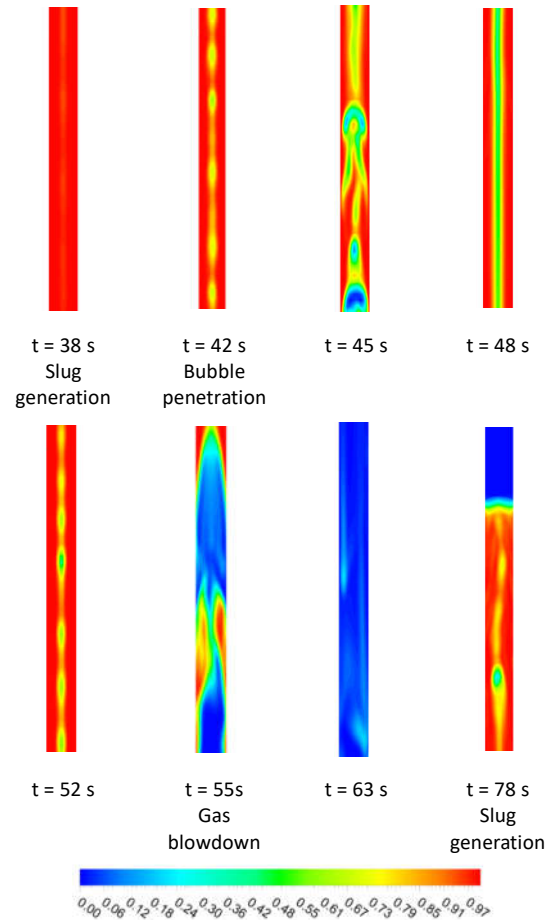 t = 38 s
Slug
generation
t = 42 s
Bubble
penetration
t = 45 s
t = 48 s
t = 52 s
t = 55s
Gas
blowdown
t = 63 s
t = 78 s
Slug
generation
0.00 0.06 0.12 0.18 0.24 0.30 0.36 0.42 0.48 0.55 0.61 0.67 0.73 0.79 0.85 0.91 0.97